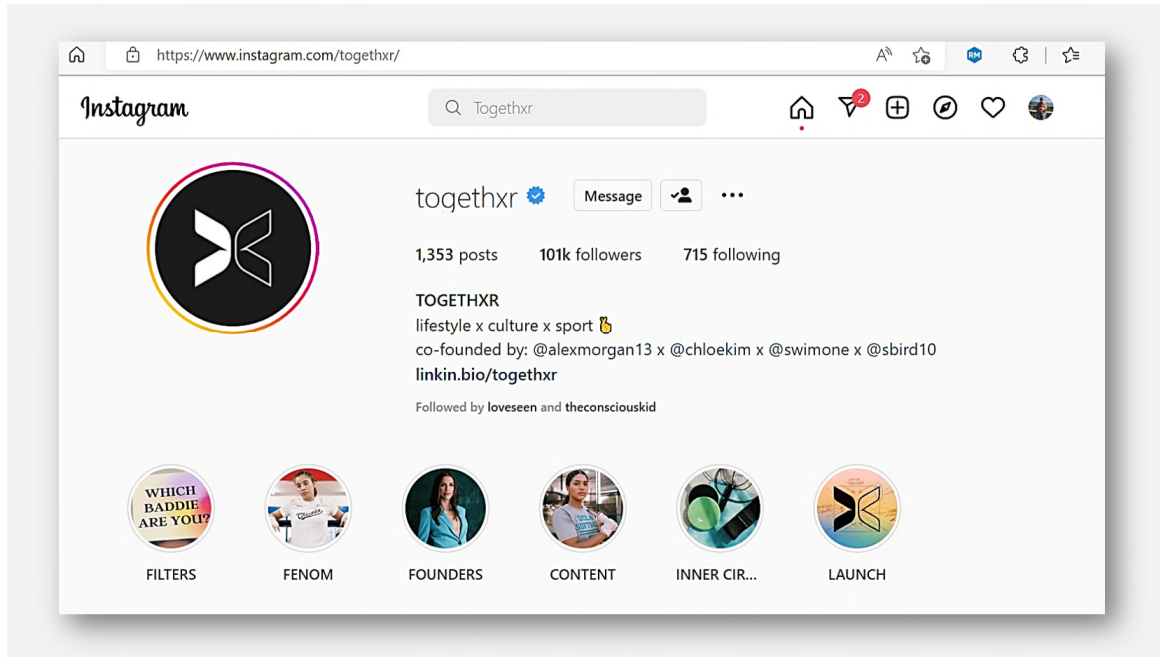 https://www.instagram.com/togethxr/
A
RM
Instagram
Togethxr
2
togethxr
Message
1,353 posts 101k followers 715 following
TOGETHXR
lifestyle x culture x sport 🫰
co-founded by: @alexmorgan13 x @chloekim x @swimone x @sbird10
linkin.bio/togethxr
Followed by loveseen and theconsciouskid
WHICH
BADDIE
ARE YOU?
UCLA
FILTERS FENOM FOUNDERS CONTENT INNER CIR... LAUNCH